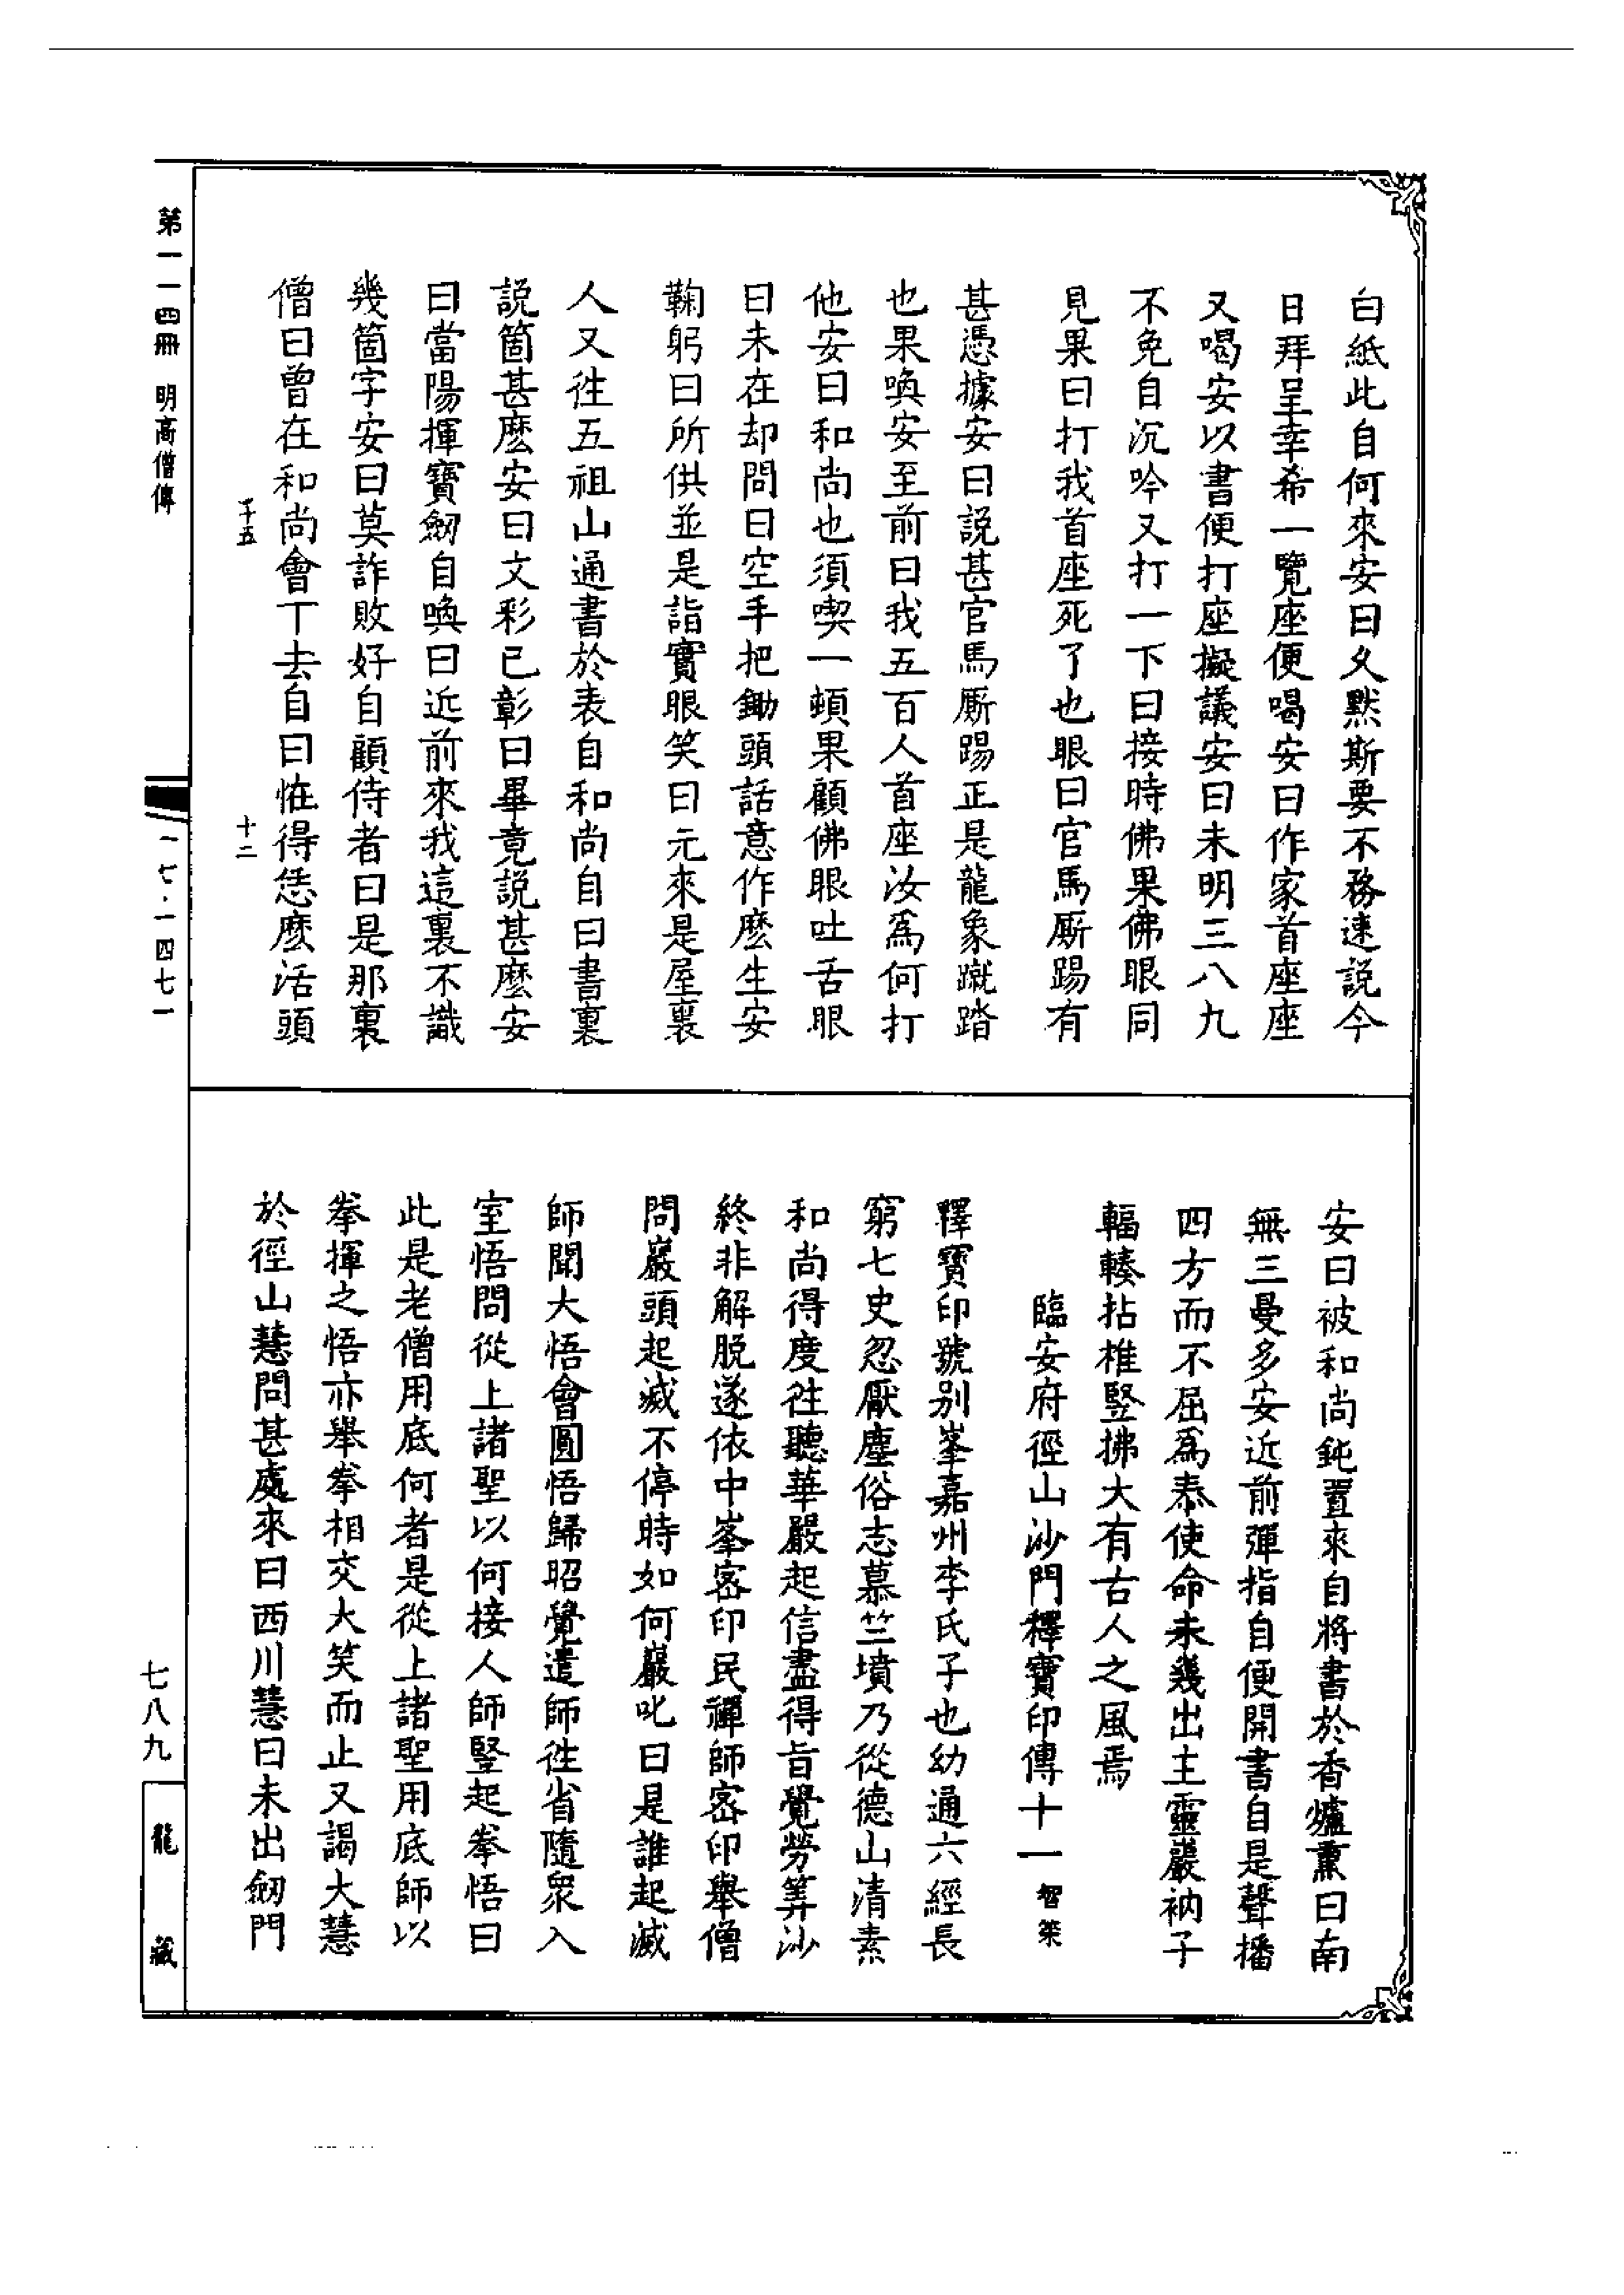 白紙此自何來安曰久黙斯要不務速説今
日拜呈幸希一覽座便喝安曰作家首座座
又喝安以書便打座擬議安曰未明三八九
不免自沉吟又打一下曰接時佛果佛眼同
見果曰打我首座死了也眼曰官馬厮踢有
甚憑據安曰説甚官馬厮踢正是龍象蹴踏
也果喚安至前曰我五百人首座汝爲何打
他安曰和尚也須喫一頓果顧佛眼吐舌眼
曰未在却問曰空手把鋤頭話意作麽生安
鞠躬曰所供並是詣實眼笑曰元來是屋裏
人又徃五祖山通書於表自和尚自曰書裏
説箇甚麽安曰文彩已彰曰畢竟説甚麽安
曰當陽揮寶劒自喚曰近前來我這裏不識
幾箇字安曰莫詐敗好自顧侍者曰是那裏
僧曰曾在和尚會下去自曰恠得恁麽活頭
安曰被和尚鈍置來自將書於香爐熏曰南
無三曼多安近前彈指自便開書自是聲播
四方而不屈爲泰使命未幾出主靈巖衲子
輻輳拈椎竪拂大有古人之風焉
臨安府徑山沙門釋寳印傳十一 智䇿
釋寳印號别峯嘉州李氏子也幼通六經長
窮七史忽厭塵俗志慕竺墳乃從德山清素
和尚得度徃聽華嚴起信盡得旨覺勞筭沙
終非解脱遂依中峯宻印民禪師宻印舉僧
問巖頭起滅不停時如何巖叱曰是誰起滅
師聞大悟會圓悟歸昭覺遣師徃省隨衆入
室悟問從上諸聖以何接人師竪起拳悟曰
此是老僧用底何者是從上諸聖用底師以
拳揮之悟亦舉拳相交大笑而止又謁大慧
於徑山慧問甚處來曰西川慧曰未出劒門
第一一四冊 明高僧傳
十二
一七·一四七一
七八九
龍藏